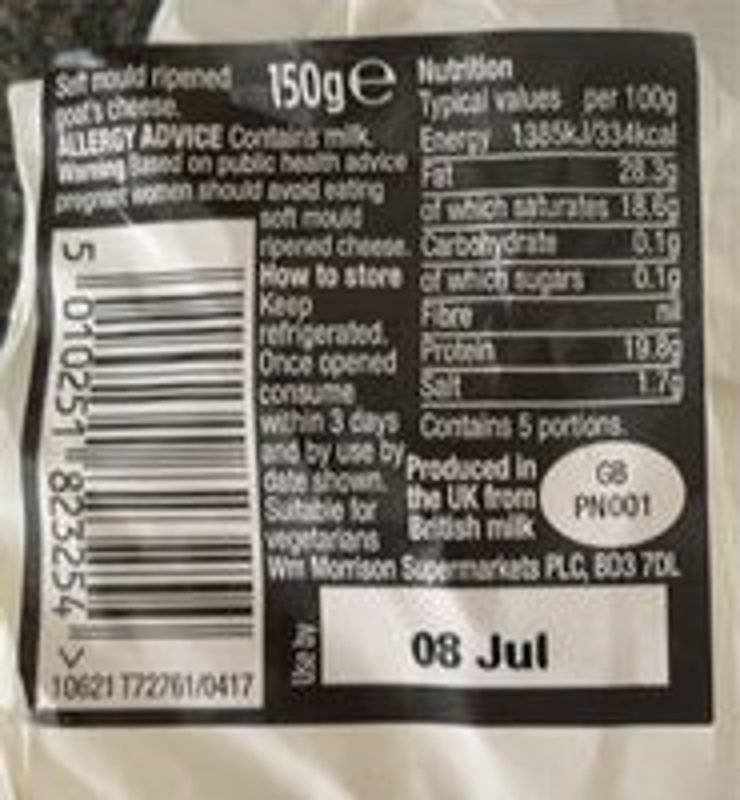 Soft mould ripened
goat's cheese.
150g e
ALLERGY ADVICE Contains milk.
Warning Based on public health advice
pregnant women should avoid eating
soft mould
ripened cheese.
How to store
Keep
refrigerated.
Once opened
consume
within 3 days
and by use by
date shown.
Suitable for
vegetarians
Nutrition
Typical values per 100g
Energy 1385kJ/334kcal
Fat 28.3g
of which saturates 18.6g
Carbohydrate 0.1g
of which sugars 0.1g
Fibre nil
Protein 19.8g
Salt 1.7g
Contains 5 portions.
Produced in
the UK from
British milk
GB
PN001
Wm Morrison Supermarkets PLC, BD3 7DL
Use by
08 Jul
5 010251 823254 >
10621 T72761/0417